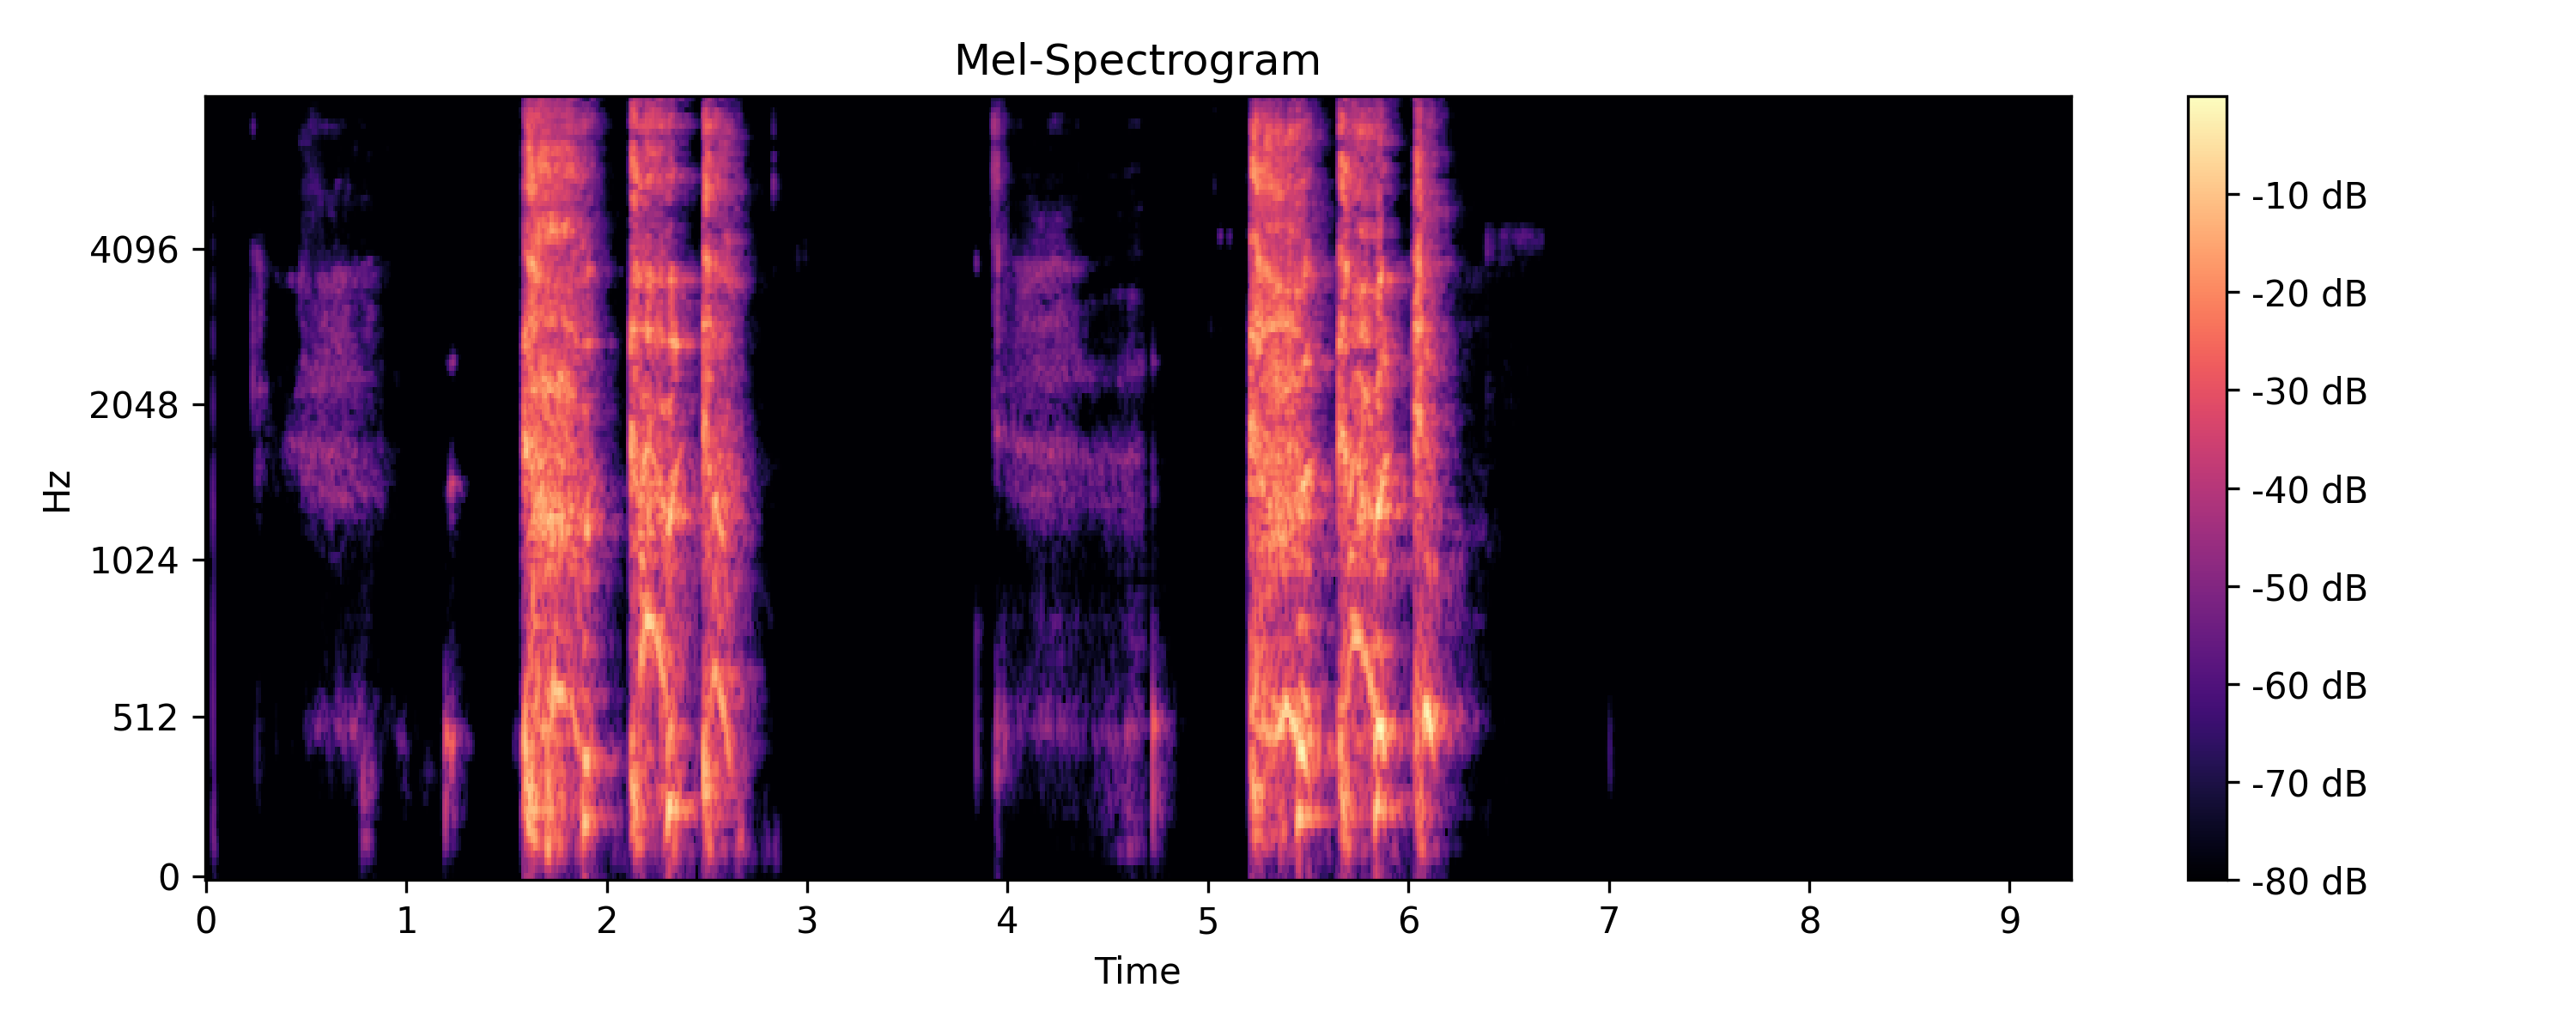 Mel-Spectrogram
Hz
4096
2048
1024
512
0
0 1 2 3 4 5 6 7 8 9
Time
-10 dB
-20 dB
-30 dB
-40 dB
-50 dB
-60 dB
-70 dB
-80 dB